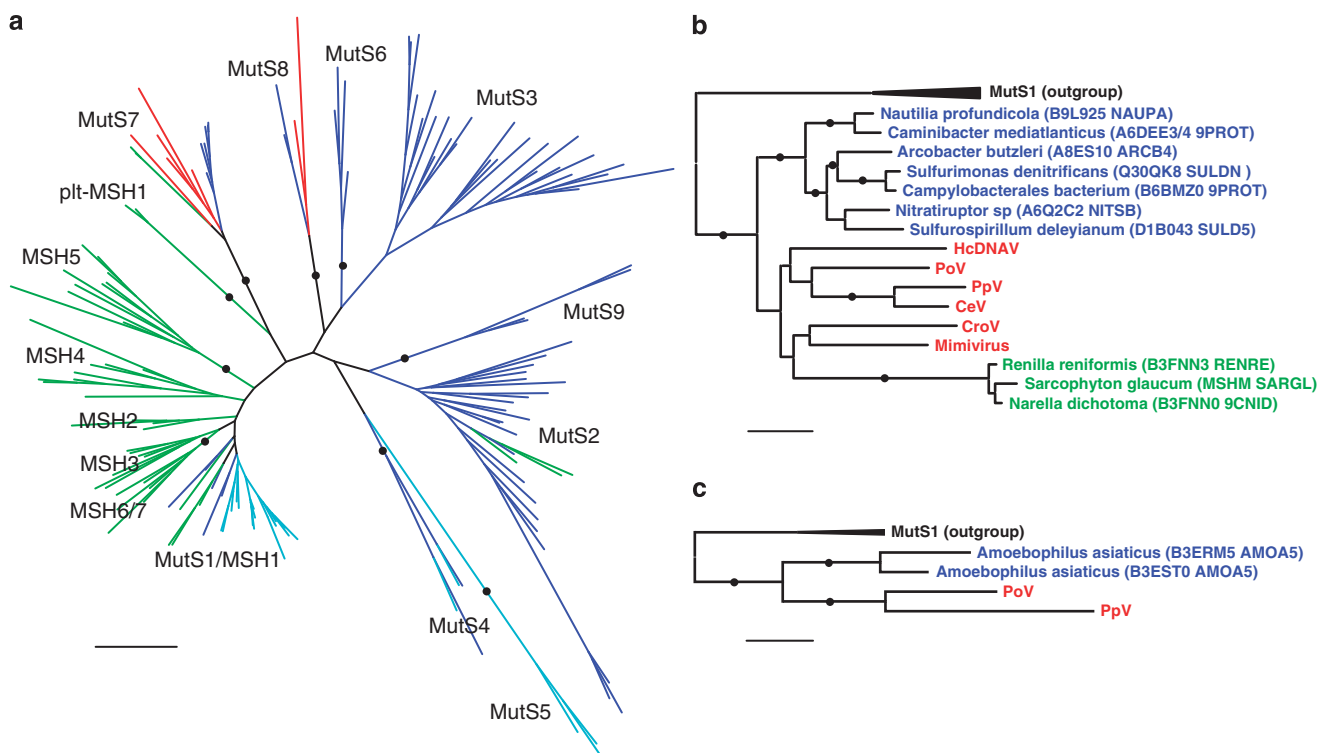 a
MutS8
MutS6
MutS3
MutS7
plt-MSH1
MSH5
MutS9
MSH4
MSH2
MutS2
MSH3
MSH6/7
MutS1/MSH1
MutS4
MutS5
b
MutS1 (outgroup)
Nautilia profundicola (B9L925 NAUPA)
Caminibacter mediatlanticus (A6DEE3/4 9PROT)
Arcobacter butzleri (A8ES10 ARCB4)
Sulfurimonas denitrificans (Q30QK8 SULDN )
Campylobacterales bacterium (B6BMZ0 9PROT)
Nitratiruptor sp (A6Q2C2 NITSB)
Sulfurospirillum deleyianum (D1B043 SULD5)
HcDNAV
PoV
PpV
CeV
CroV
Mimivirus
Renilla reniformis (B3FNN3 RENRE)
Sarcophyton glaucum (MSHM SARGL)
Narella dichotoma (B3FNN0 9CNID)
c
MutS1 (outgroup)
Amoebophilus asiaticus (B3ERM5 AMOA5)
Amoebophilus asiaticus (B3EST0 AMOA5)
PoV
PpV